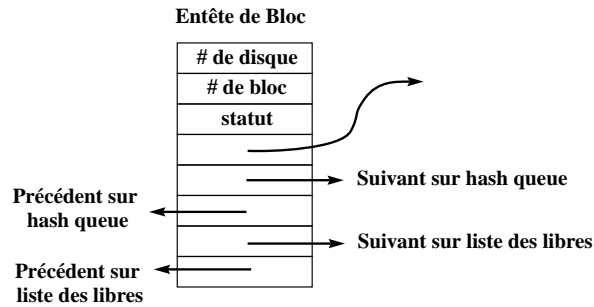 Entête de Bloc
# de disque
# de bloc
statut
Suivant sur hash queue
Précédent sur
hash queue
Suivant sur liste des libres
Précédent sur
liste des libres